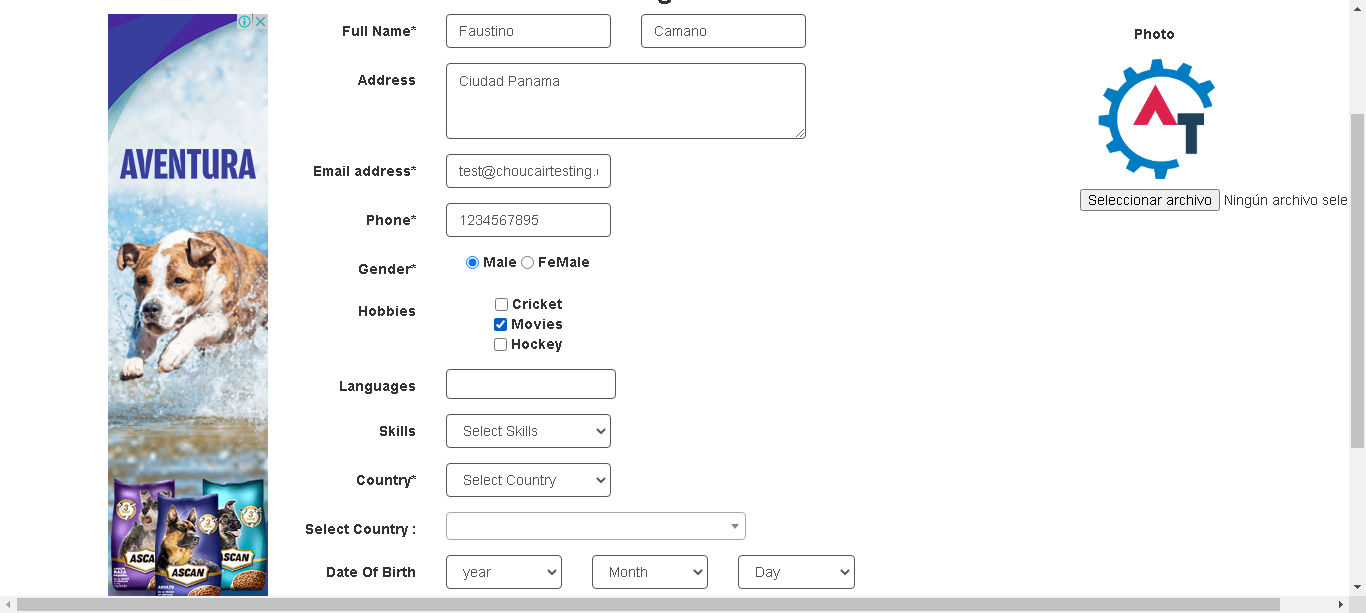 Full Name* Faustino Camano
Photo
Address Ciudad Panama
AVENTURA
AT
Email address* test@choucairtesting.
Seleccionar archivo Ningún archivo sele
Phone* 1234567895
Gender* Male FeMale
Hobbies Cricket
Movies
Hockey
Languages
Skills Select Skills
Country* Select Country
Select Country :
ASCAN
Date Of Birth year Month Day